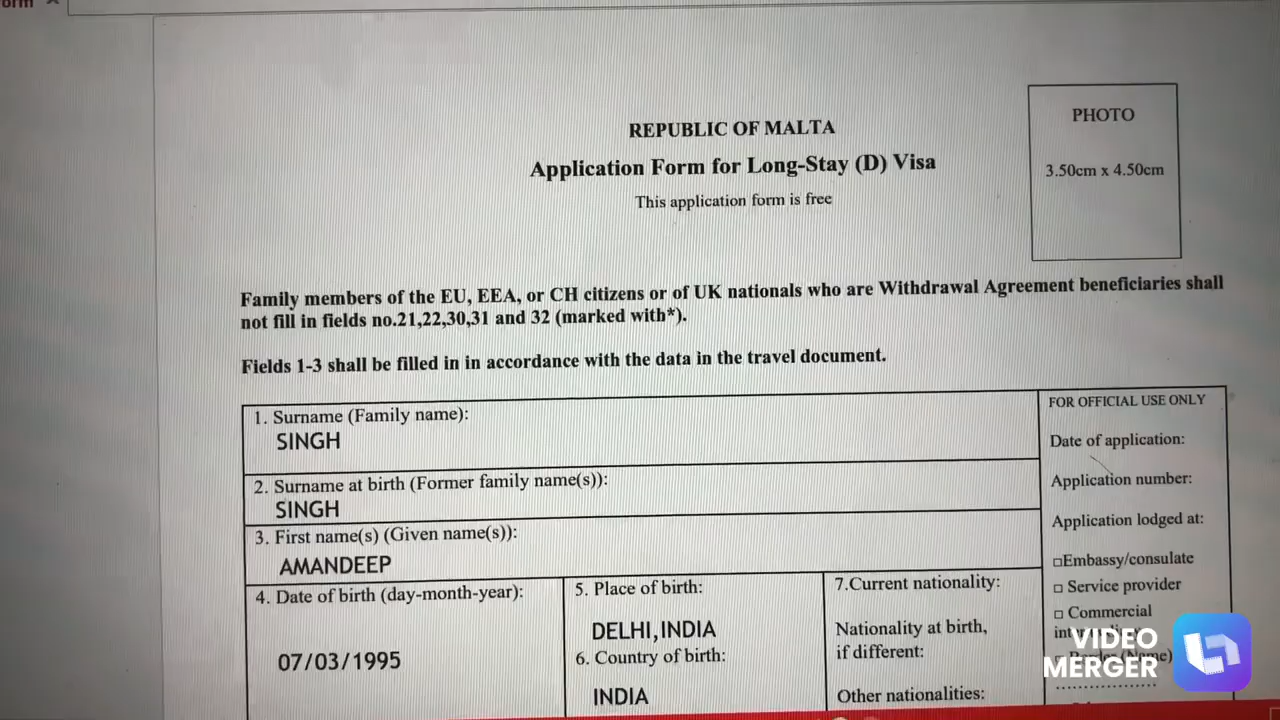 REPUBLIC OF MALTA
Application Form for Long-Stay (D) Visa
This application form is free
PHOTO
3.50cm x 4.50cm
Family members of the EU, EEA, or CH citizens or of UK nationals who are Withdrawal Agreement beneficiaries shall
not fill in fields no.21,22,30,31 and 32 (marked with*).
Fields 1-3 shall be filled in in accordance with the data in the travel document.
1. Surname (Family name):
SINGH
2. Surname at birth (Former family name(s)):
SINGH
3. First name(s) (Given name(s)):
AMANDEEP
4. Date of birth (day-month-year):
07/03/1995
5. Place of birth:
DELHI,INDIA
6. Country of birth:
INDIA
7.Current nationality:
Nationality at birth,
if different:
Other nationalities:
FOR OFFICIAL USE ONLY
Date of application:
Application number:
Application lodged at:
□Embassy/consulate
□ Service provider
□ Commercial
VIDEO
MERGER